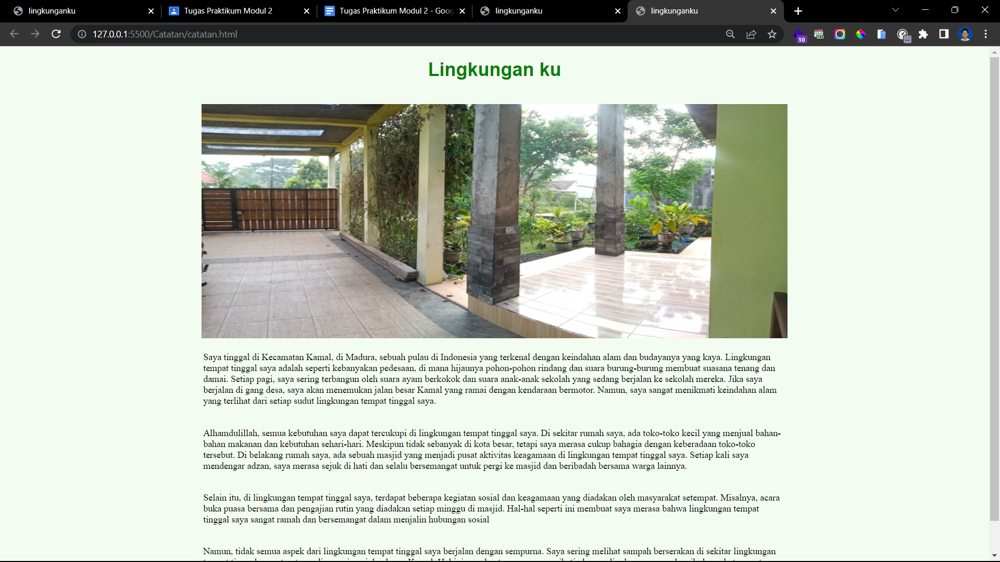 lingkunganku
Tugas Praktikum Modul 2
Tugas Praktikum Modul 2 - Goog
lingkunganku
lingkunganku
127.0.0.1:5500/Catatan/catatan.html
10
Lingkungan ku
Saya tinggal di Kecamatan Kamal, di Madura, sebuah pulau di Indonesia yang terkenal dengan keindahan alam dan budayanya yang kaya. Lingkungan
tempat tinggal saya adalah seperti kebanyakan pedesaan, di mana hijaunya pohon-pohon rindang dan suara burung-burung membuat suasana tenang dan
damai. Setiap pagi, saya sering terbangun oleh suara ayam berkokok dan suara anak-anak sekolah yang sedang berjalan ke sekolah mereka. Jika saya
berjalan di gang desa, saya akan menemukan jalan besar Kamal yang ramai dengan kendaraan bermotor. Namun, saya sangat menikmati keindahan alam
yang terlihat dari setiap sudut lingkungan tempat tinggal saya.
Alhamdulillah, semua kebutuhan saya dapat tercukupi di lingkungan tempat tinggal saya. Di sekitar rumah saya, ada toko-toko kecil yang menjual bahan-
bahan makanan dan kebutuhan sehari-hari. Meskipun tidak sebanyak di kota besar, tetapi saya merasa cukup bahagia dengan keberadaan toko-toko
tersebut. Di belakang rumah saya, ada sebuah masjid yang menjadi pusat aktivitas keagamaan di lingkungan tempat tinggal saya. Setiap kali saya
mendengar adzan, saya merasa sejuk di hati dan selalu bersemangat untuk pergi ke masjid dan beribadah bersama warga lainnya.
Selain itu, di lingkungan tempat tinggal saya, terdapat beberapa kegiatan sosial dan keagamaan yang diadakan oleh masyarakat setempat. Misalnya, acara
buka puasa bersama dan pengajian rutin yang diadakan setiap minggu di masjid. Hal-hal seperti ini membuat saya merasa bahwa lingkungan tempat
tinggal saya sangat ramah dan bersemangat dalam menjalin hubungan sosial
Namun, tidak semua aspek dari lingkungan tempat tinggal saya berjalan dengan sempurna. Saya sering melihat sampah berserakan di sekitar lingkungan